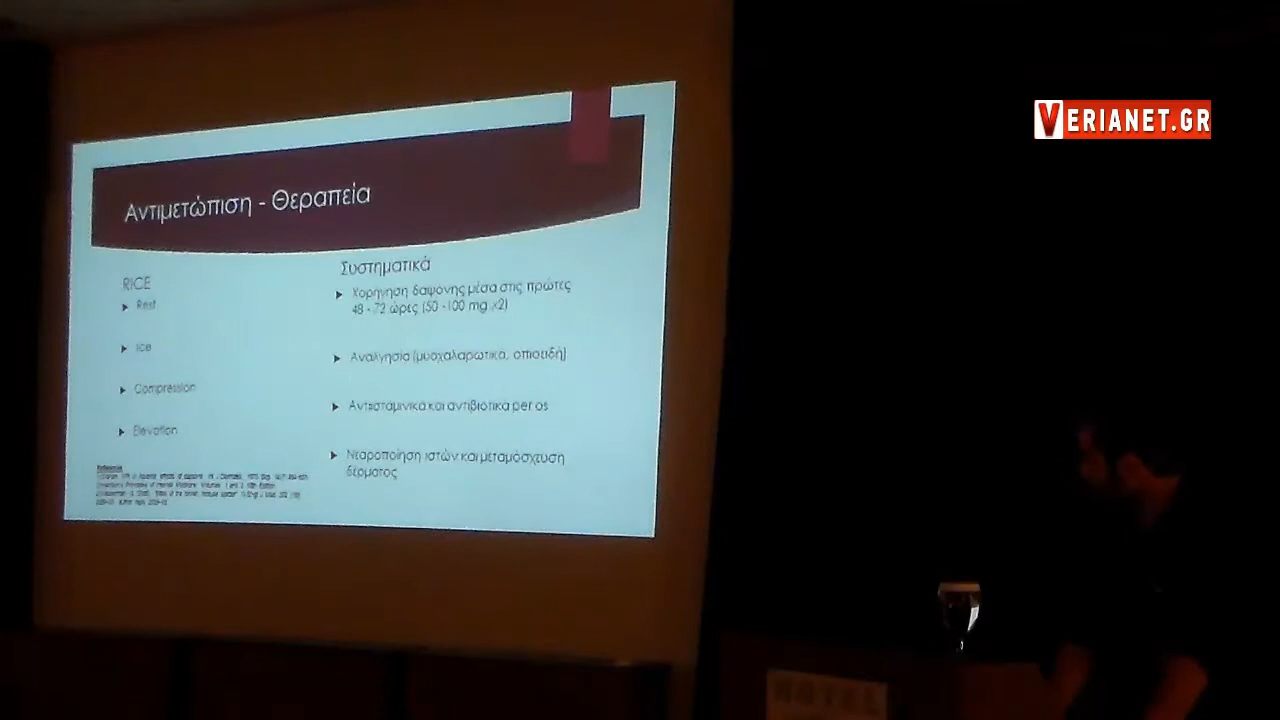 VERIANET.GR
Αντιμετώπιση - Θεραπεία
RICE
Rest
Ice
Compression
Elevation
Συστηματικά
Χορήγηση δαψόνης μέσα στις πρώτες
48 - 72 ώρες (50 -100 mg x2)
Αναλγησία (μυοχαλαρωτικά, οπιοειδή)
Αντιισταμινικά και αντιβιοτικά per os
Νεαροποίηση ιστών και μεταμόσχευση
δέρματος
HOTEL